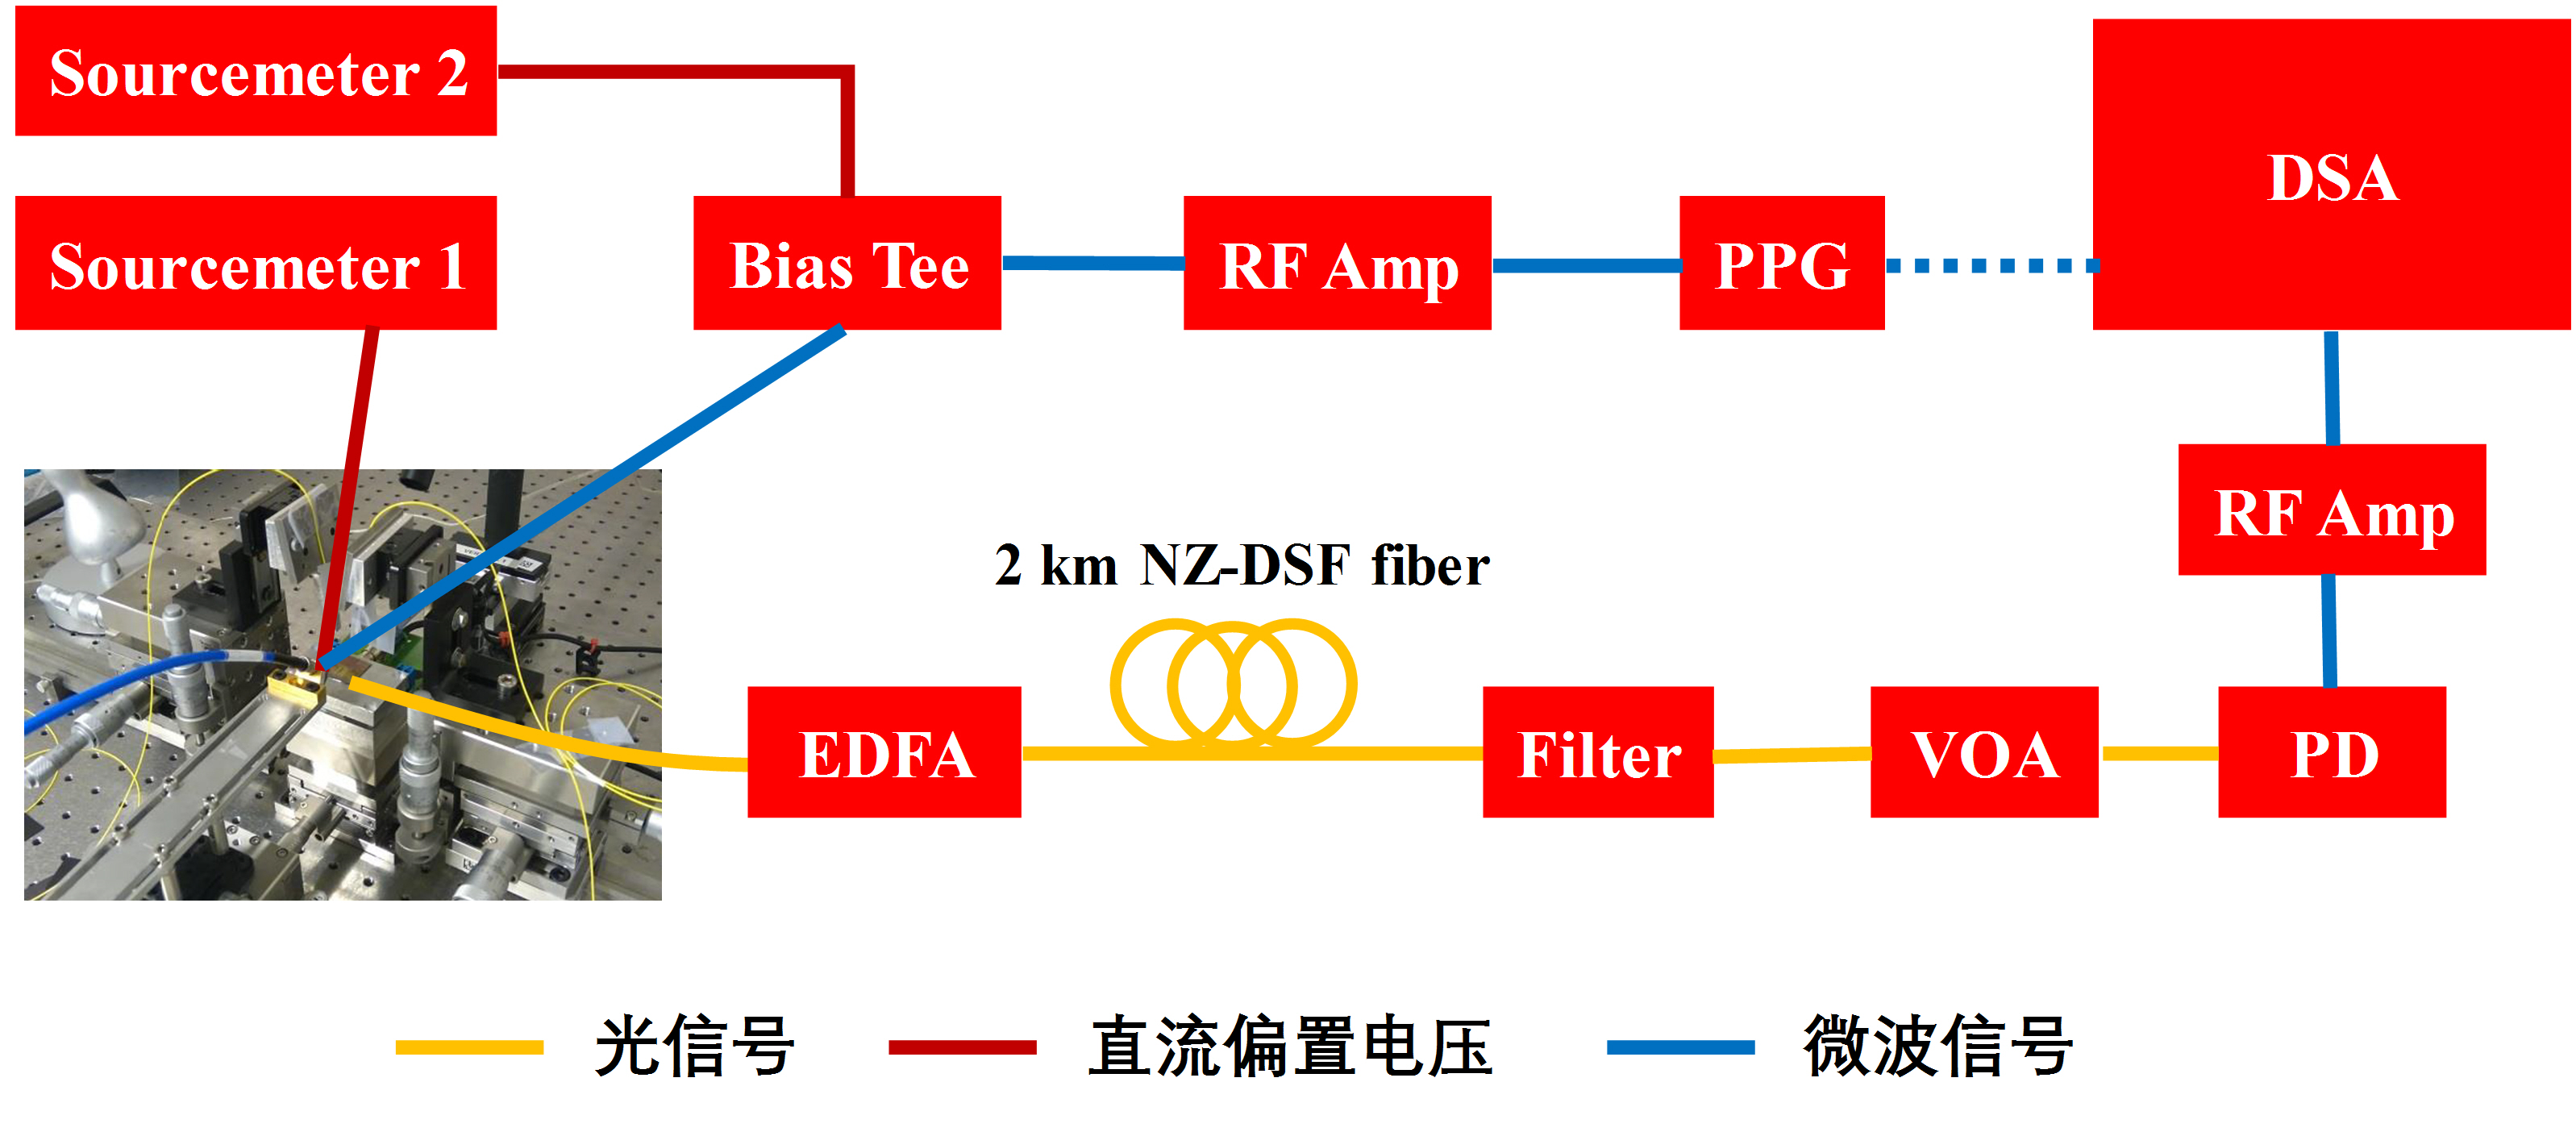 Sourcemeter 2
DSA
Sourcemeter 1
Bias Tee
RF Amp
PPG
RF Amp
2 km NZ-DSF fiber
EDFA
Filter
VOA
PD
光信号
直流偏置电压
微波信号